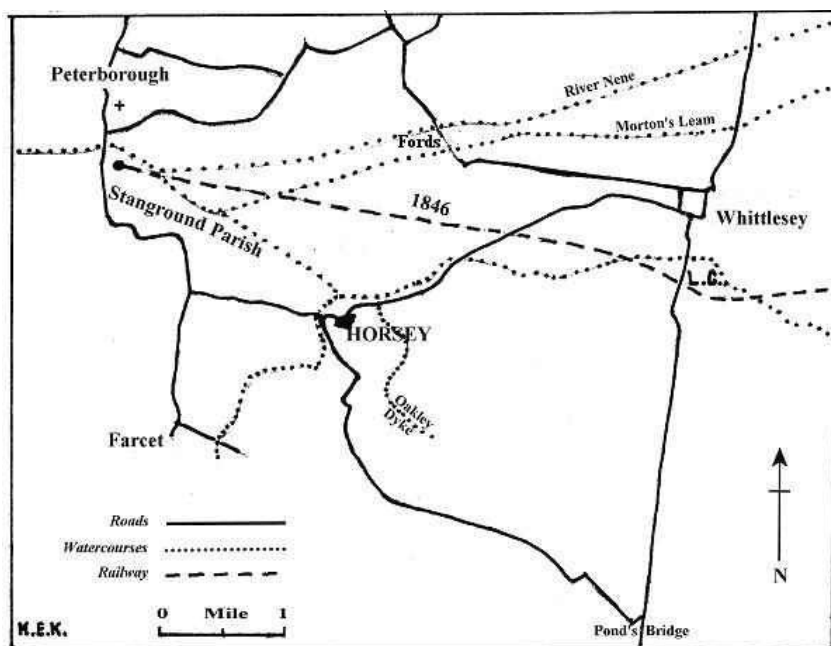 Peterborough
River Nene
Morton's Leam
Fords
Stanground Parish
1846
Whittlesey
L.C.
HORSEY
Oakley
Dyke
Farcet
Roads
Watercourses
Railway
0 Mile 1
N
M.E.K.
Pond's Bridge